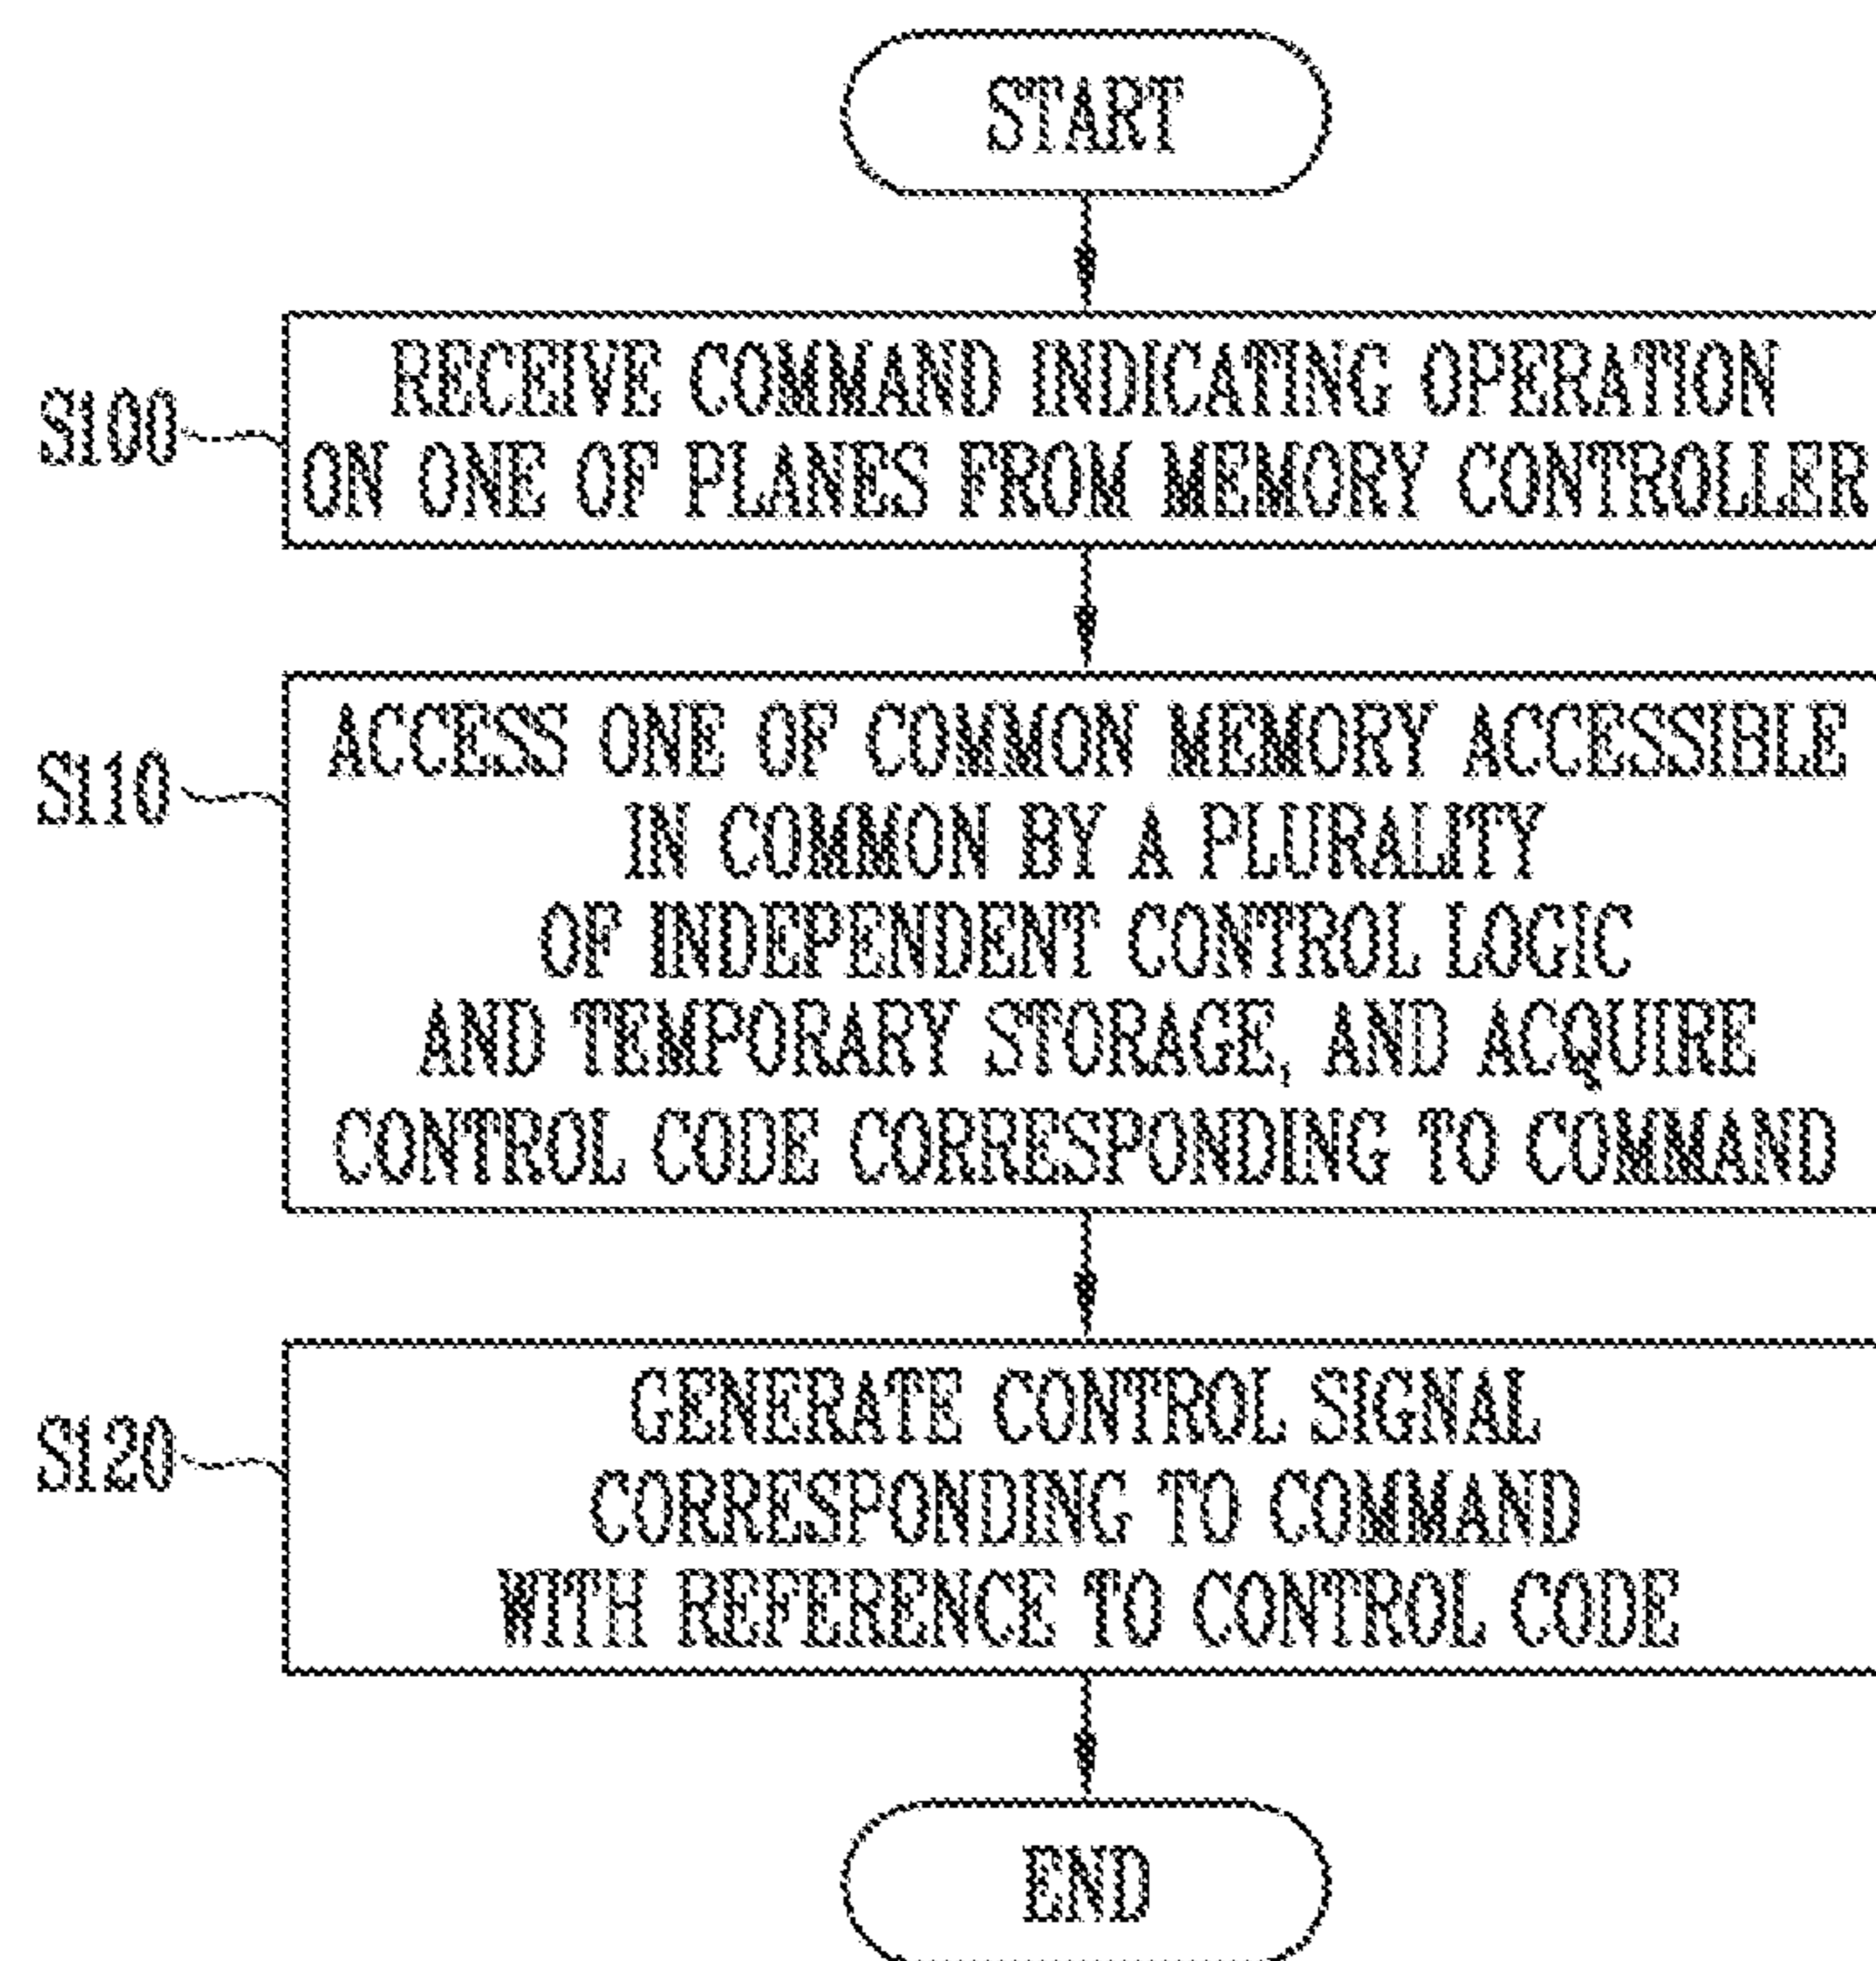 START
S100
RECEIVE COMMAND INDICATING OPERATION
ON ONE OF PLANES FROM MEMORY CONTROLLER
S110
ACCESS ONE OF COMMON MEMORY ACCESSIBLE
IN COMMON BY A PLURALITY
OF INDEPENDENT CONTROL LOGIC
AND TEMPORARY STORAGE, AND ACQUIRE
CONTROL CODE CORRESPONDING TO COMMAND
S120
GENERATE CONTROL SIGNAL
CORRESPONDING TO COMMAND
WITH REFERENCE TO CONTROL CODE
END